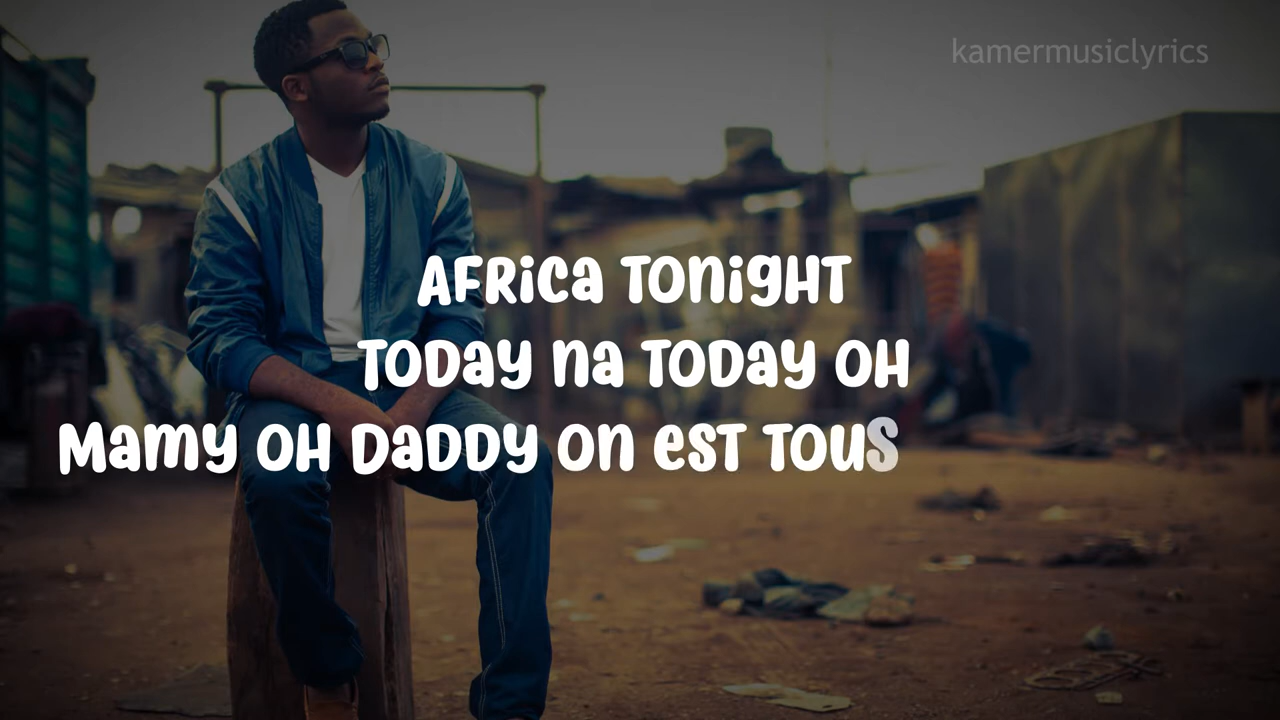 kamermusiclyrics
AFRica TONiGHT
TODay na TODay OH
Mamy OH DaDDy On esT TOUS